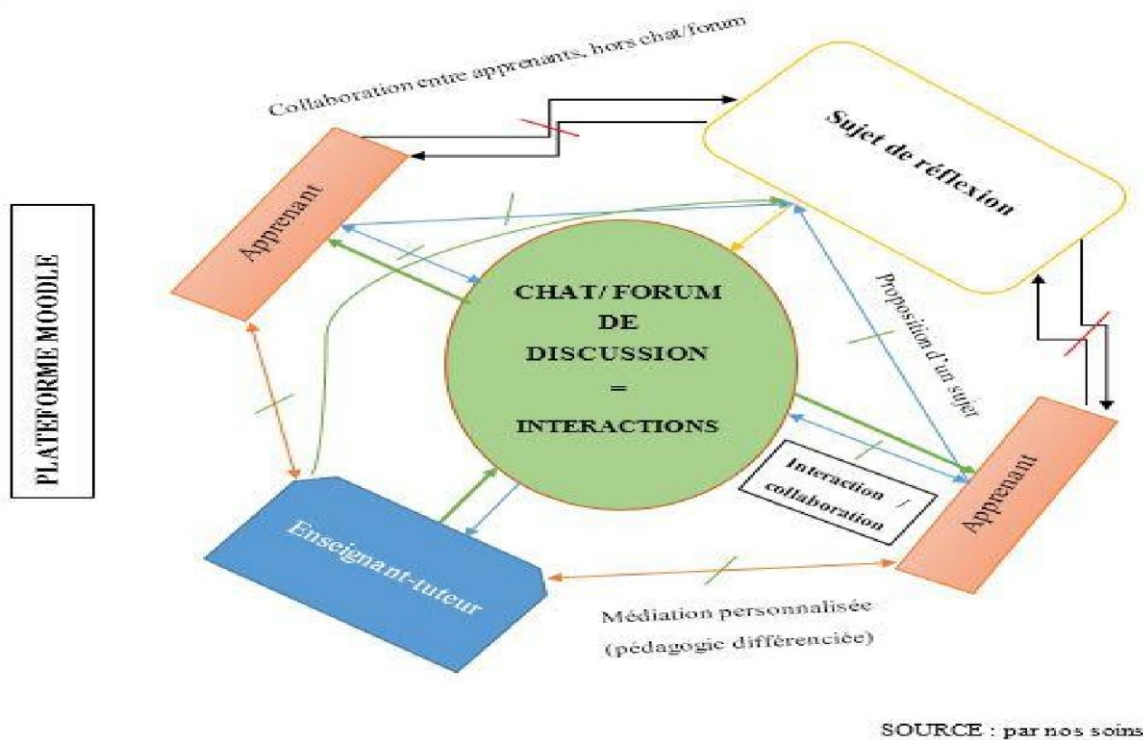 Collaboration entre apprenants, hors chat/forum
Sujet de réflexion
Apprenant
PLATEFORME MOODLE
CHAT/ FORUM
DE
DISCUSSION
=
INTERACTIONS
Proposition d'un sujet
Interaction /
collaboration
Apprenant
Enseignant-tuteur
Médiation personnalisée
(pédagogie différenciée)
SOURCE : par nos soins